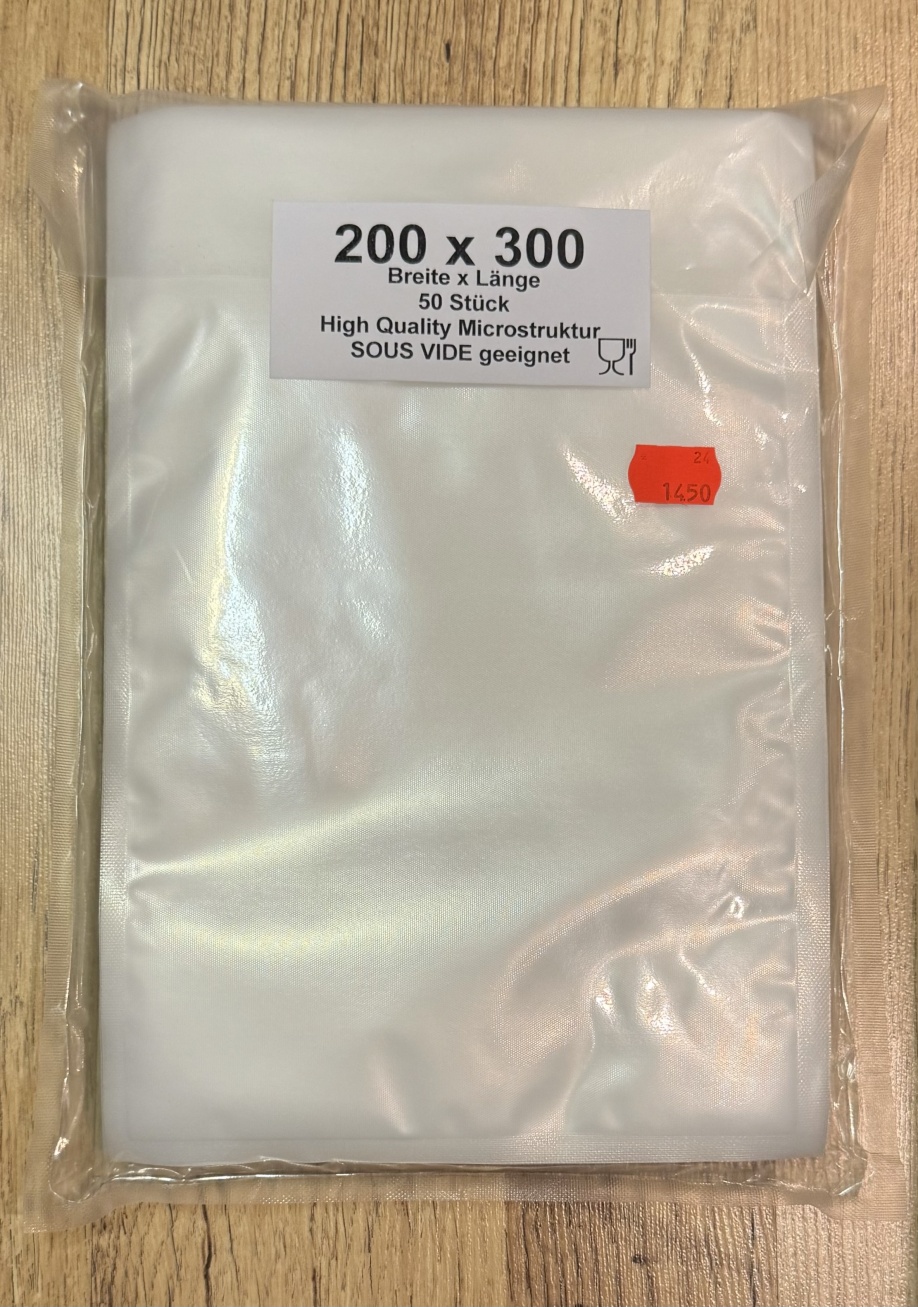 200 x 300
Breite x Länge
50 Stück
High Quality Microstruktur
SOUS VIDE geeignet
24
1450